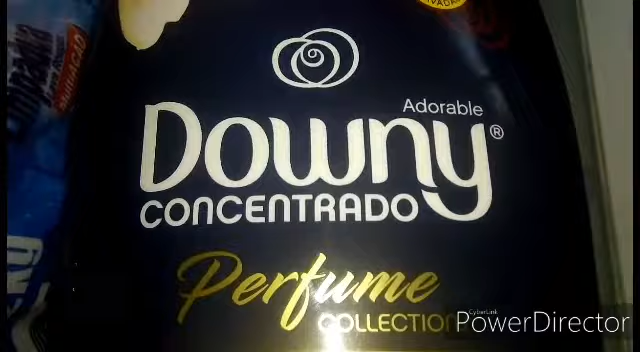 Adorable
Downy®
CONCENTRADO
Perfume
COLLECTION
CyberLink
PowerDirector